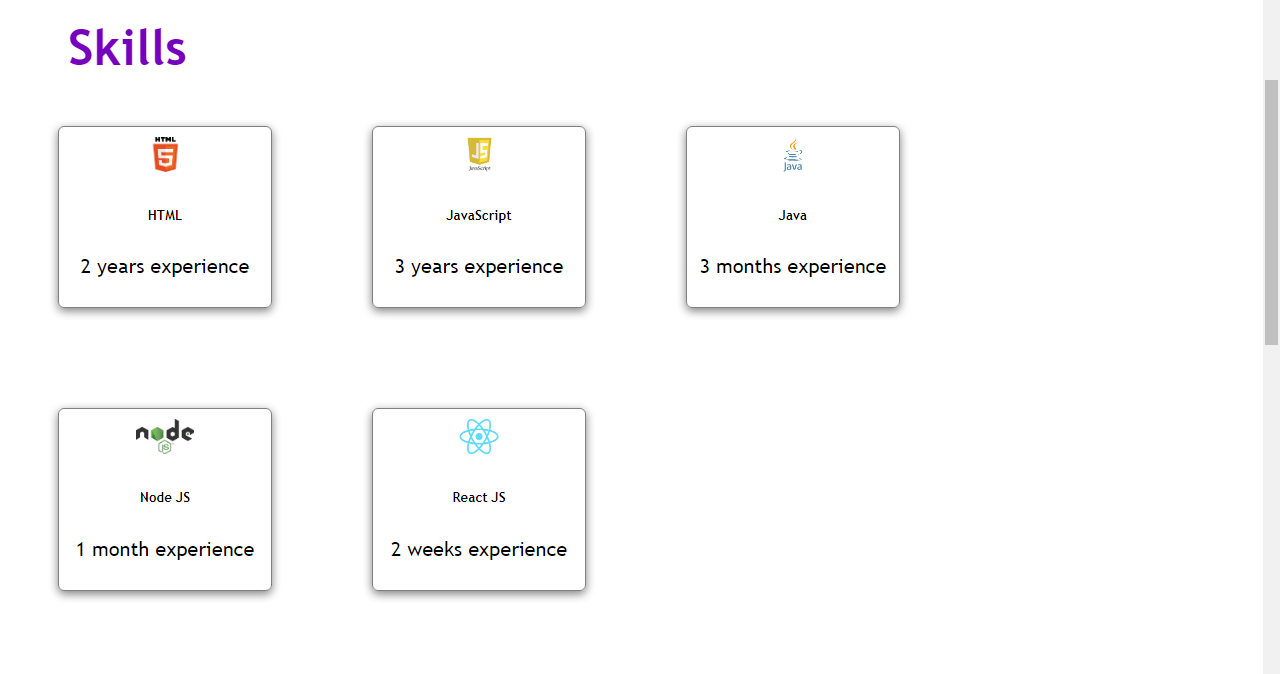 Skills
HTML
5
HTML
2 years experience
JS
JavaScript
JavaScript
3 years experience
Java
Java
3 months experience
node
JS
Node JS
1 month experience
React JS
2 weeks experience